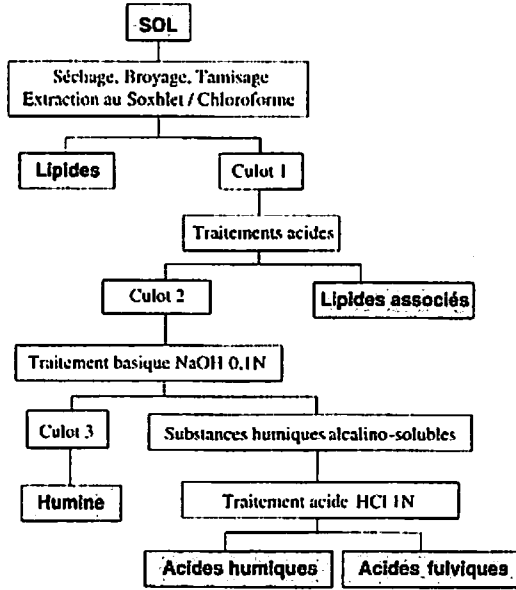 SOL
Séchage, Broyage, Tamisage
Extraction au Soxhlet / Chloroforme
Lipides
Culot 1
Traitements acides
Culot 2
Lipides associés
Traitement basique NaOH 0.1N
Culot 3
Substances humiques alcalino-solubles
Humine
Traitement acide HCl 1N
Acides humiques
Acides fulviques